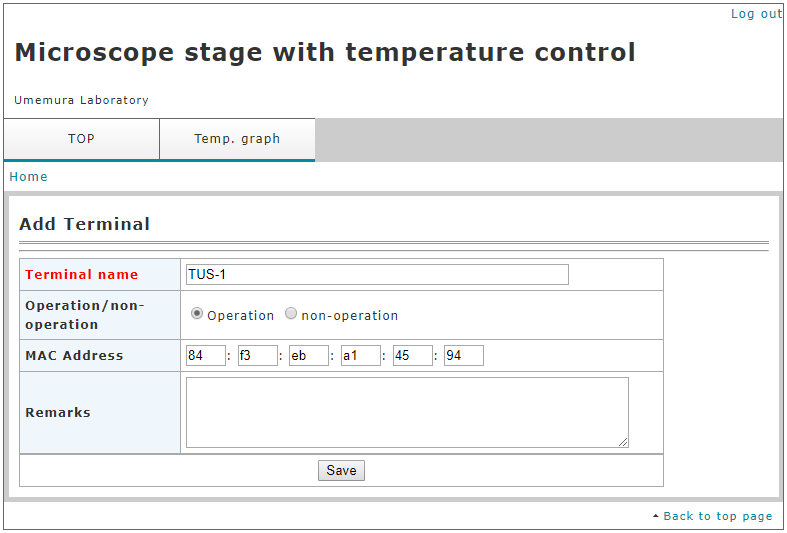 Log out
Microscope stage with temperature control
Umemura Laboratory
TOP Temp. graph
Home
Add Terminal
Terminal name TUS-1
Operation/non-
operation
Operation non-operation
MAC Address 84 : f3 : eb : a1 : 45 : 94
Remarks
Save
Back to top page